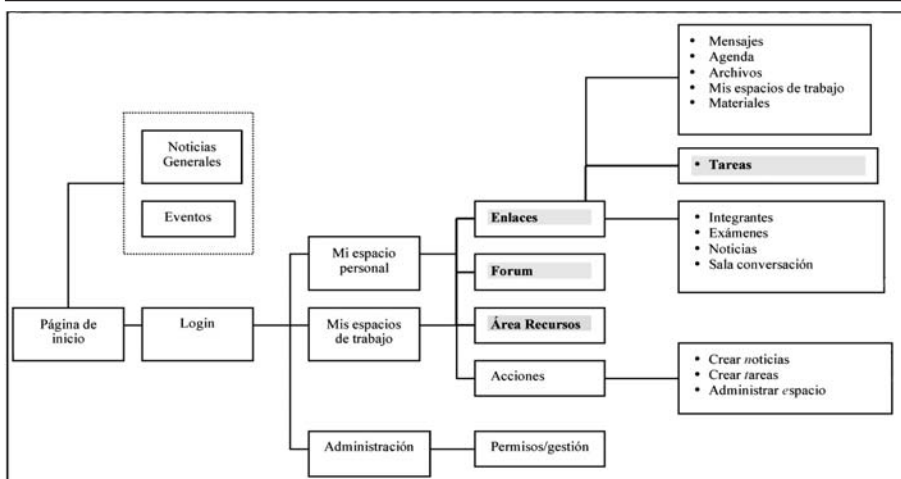 Noticias
Generales
Eventos
Página de
inicio
Login
Mi espacio
personal
Mis espacios
de trabajo
Administración
Enlaces
Forum
Área Recursos
Acciones
Permisos/gestión
• Mensajes
• Agenda
• Archivos
• Mis espacios de trabajo
• Materiales
• Tareas
• Integrantes
• Exámenes
• Noticias
• Sala conversación
• Crear noticias
• Crear tareas
• Administrar espacio